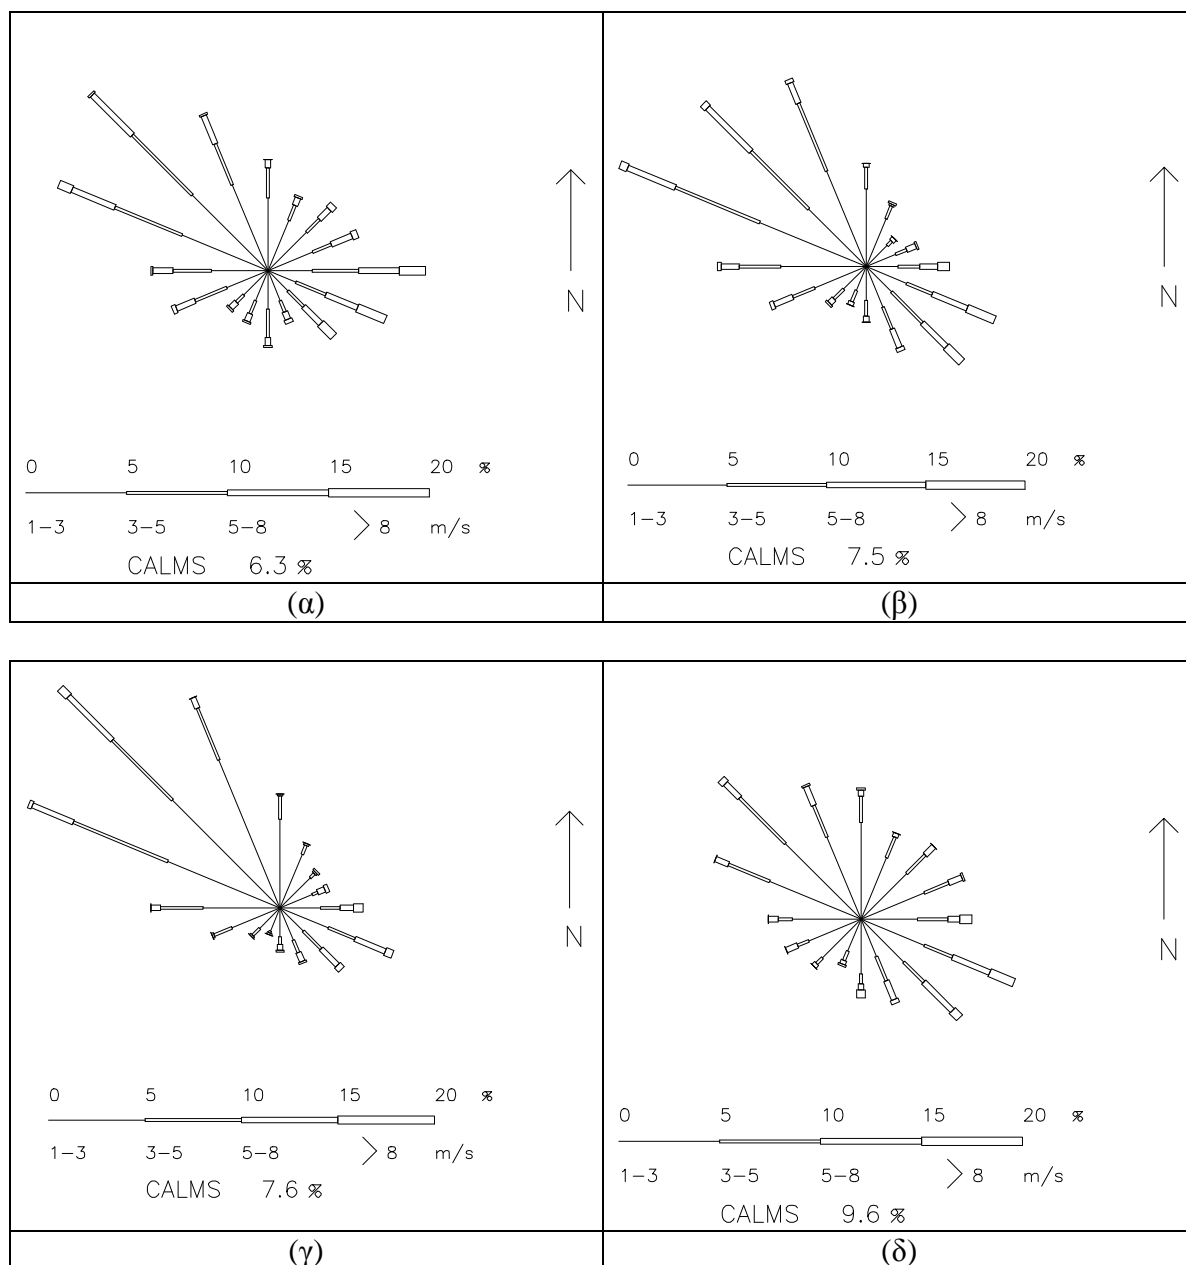 N
0 5 10 15 20 %
1-3 3-5 5-8 > 8 m/s
CALMS 6.3 %
(α)
N
0 5 10 15 20 %
1-3 3-5 5-8 > 8 m/s
CALMS 7.5 %
(β)
N
0 5 10 15 20 %
1-3 3-5 5-8 > 8 m/s
CALMS 7.6 %
(γ)
N
0 5 10 15 20 %
1-3 3-5 5-8 > 8 m/s
CALMS 9.6 %
(δ)